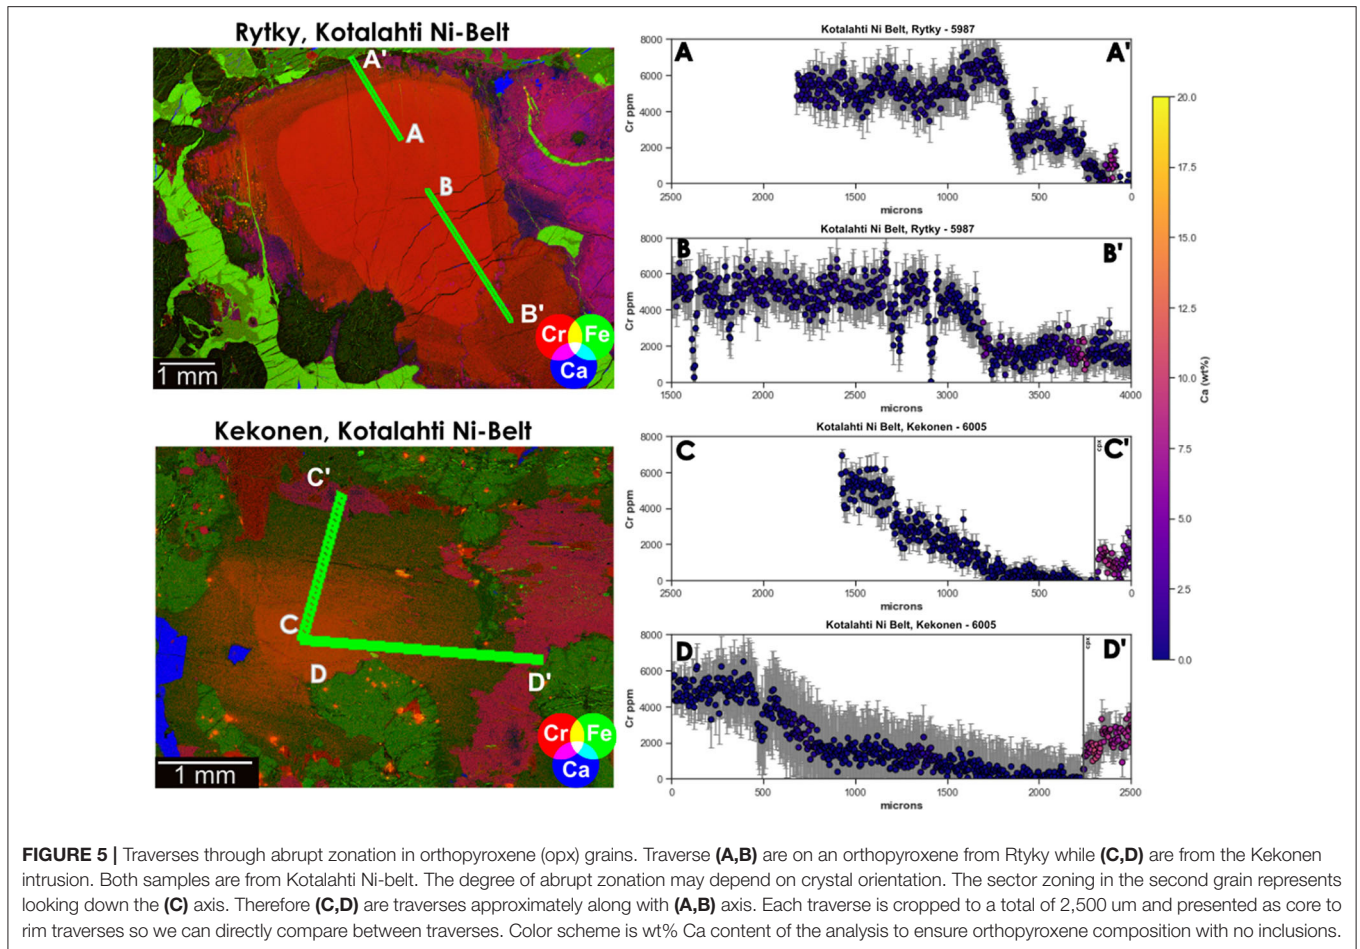 Rytky, Kotalahti Ni-Belt
A'
A
B
B'
Cr Fe
Ca
1 mm
Kekonen, Kotalahti Ni-Belt
C'
C
D
D'
Cr Fe
Ca
1 mm
Kotalahti Ni Belt, Rytky - 5987
A A'
Cr ppm
8000
6000
4000
2000
0
2500 2000 1500 1000 500 0
microns
Kotalahti Ni Belt, Rytky - 5987
B B'
Cr ppm
8000
6000
4000
2000
0
1500 2000 2500 3000 3500 4000
microns
Kotalahti Ni Belt, Kekonen - 6005
C cpx C'
Cr ppm
8000
6000
4000
2000
0
2500 2000 1500 1000 500 0
microns
Kotalahti Ni Belt, Kekonen - 6005
D cpx D'
Cr ppm
8000
6000
4000
2000
0
0 500 1000 1500 2000 2500
microns
20.0
17.5
15.0
12.5
10.0
7.5
5.0
2.5
0.0
Ca (wt%)
FIGURE 5 | Traverses through abrupt zonation in orthopyroxene (opx) grains. Traverse (A,B) are on an orthopyroxene from Rtyky while (C,D) are from the Kekonen
intrusion. Both samples are from Kotalahti Ni-belt. The degree of abrupt zonation may depend on crystal orientation. The sector zoning in the second grain represents
looking down the (C) axis. Therefore (C,D) are traverses approximately along with (A,B) axis. Each traverse is cropped to a total of 2,500 um and presented as core to
rim traverses so we can directly compare between traverses. Color scheme is wt% Ca content of the analysis to ensure orthopyroxene composition with no inclusions.